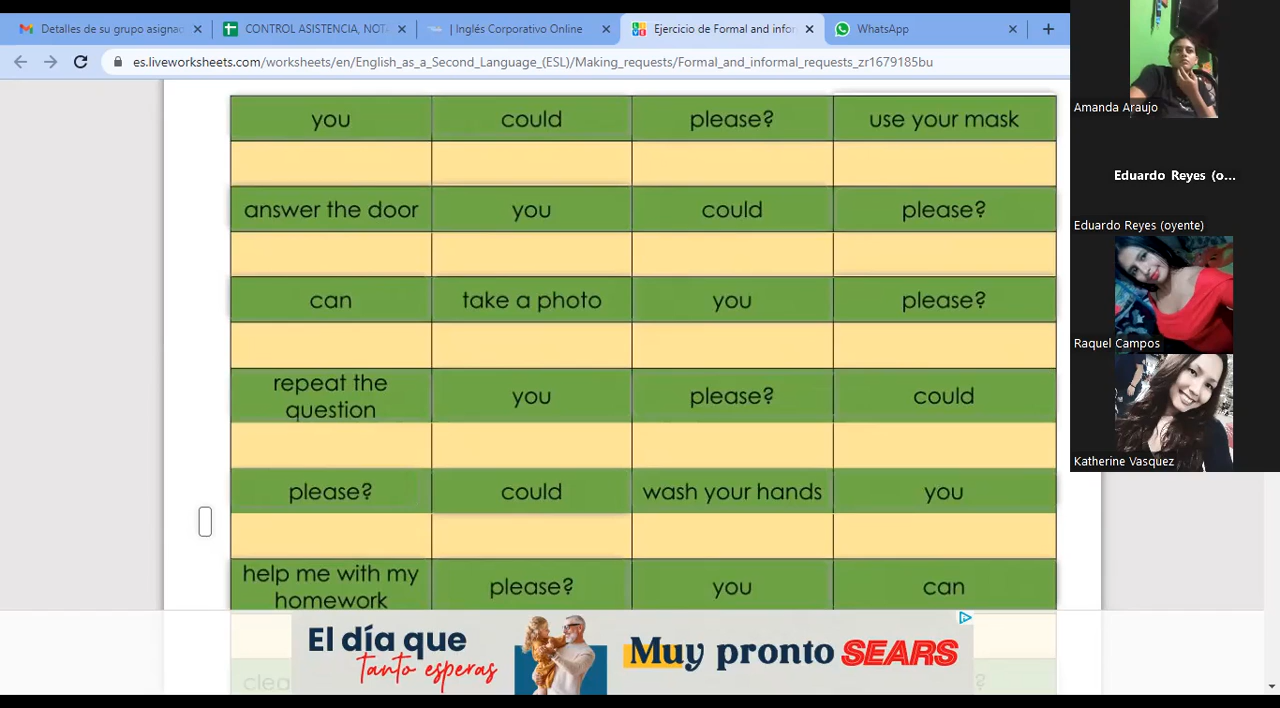 Detalles de su grupo asignac
CONTROL ASISTENCIA, NOT
| Inglés Corporativo Online
Ejercicio de Formal and infor
WhatsApp
es.liveworksheets.com/worksheets/en/English_as_a_Second_Language_(ESL)/Making_requests/Formal_and_informal_requests_zr1679185bu
you could please? use your mask
answer the door you could please?
can take a photo you please?
repeat the
question you please? could
please? could wash your hands you
help me with my
homework please? you can
El día que
tanto esperas
Muy pronto SEARS
Amanda Araujo
Eduardo Reyes (o...
Eduardo Reyes (oyente)
Raquel Campos
Katherine Vasquez